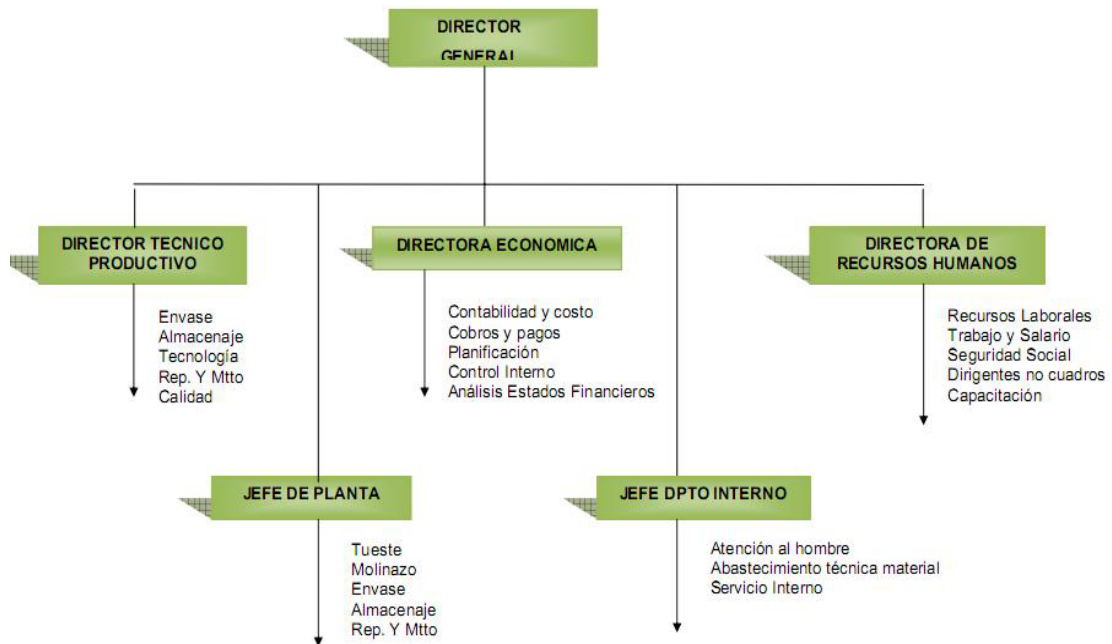 DIRECTOR
GENERAL
DIRECTOR TECNICO
PRODUCTIVO
Envase
Almacenaje
Tecnología
Rep. Y Mtto
Calidad
DIRECTORA ECONOMICA
Contabilidad y costo
Cobros y pagos
Planificación
Control Interno
Análisis Estados Financieros
DIRECTORA DE
RECURSOS HUMANOS
Recursos Laborales
Trabajo y Salario
Seguridad Social
Dirigentes no cuadros
Capacitación
JEFE DE PLANTA
Tueste
Molinazo
Envase
Almacenaje
Rep. Y Mtto
JEFE DPTO INTERNO
Atención al hombre
Abastecimiento técnica material
Servicio Interno